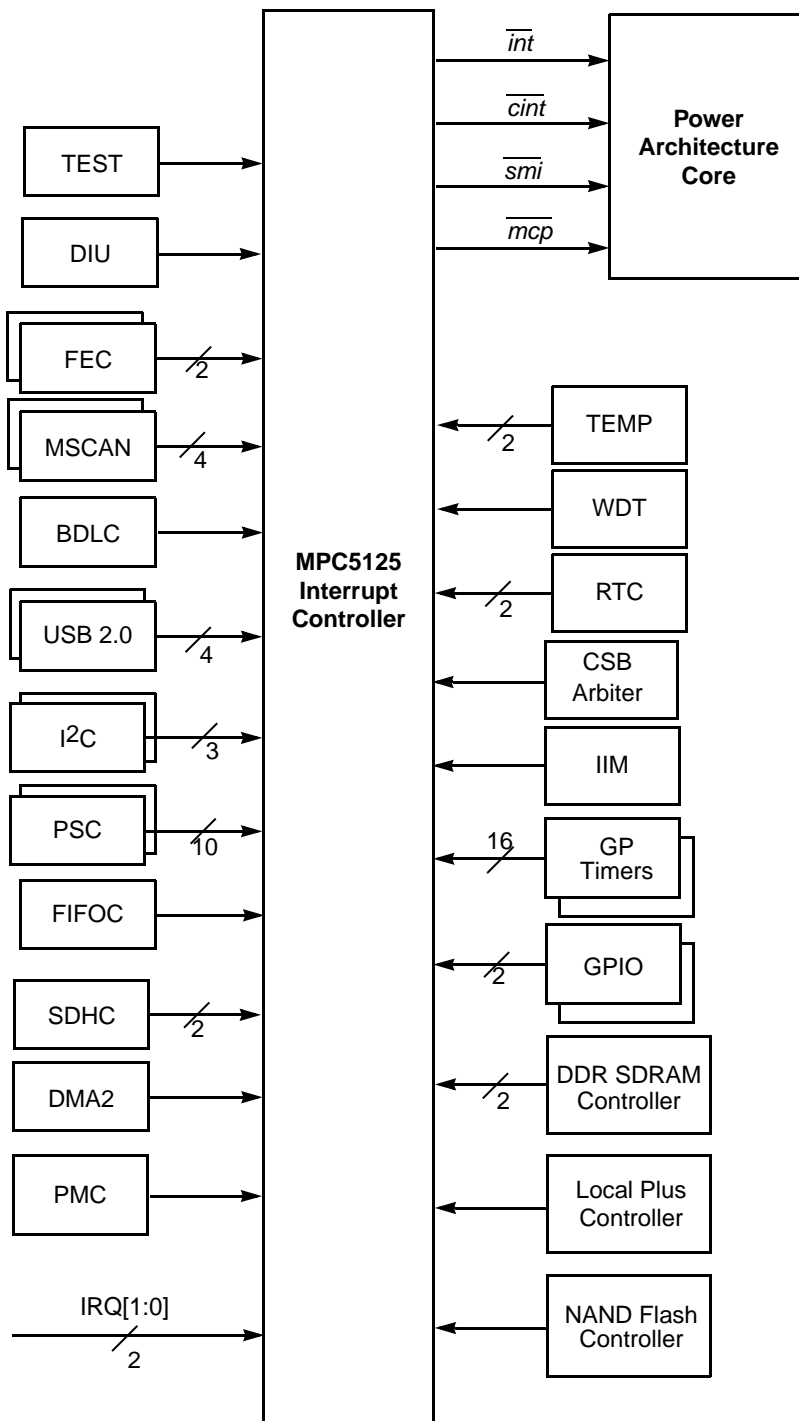 int
cint
smi
mcp
Power
Architecture
Core
TEST
DIU
FEC
2
MSCAN
4
BDLC
USB 2.0
4
I2C
3
PSC
10
FIFOC
SDHC
2
DMA2
PMC
IRQ[1:0]
2
MPC5125
Interrupt
Controller
TEMP
2
WDT
RTC
2
CSB
Arbiter
IIM
16
GP
Timers
GPIO
2
DDR SDRAM
Controller
2
Local Plus
Controller
NAND Flash
Controller